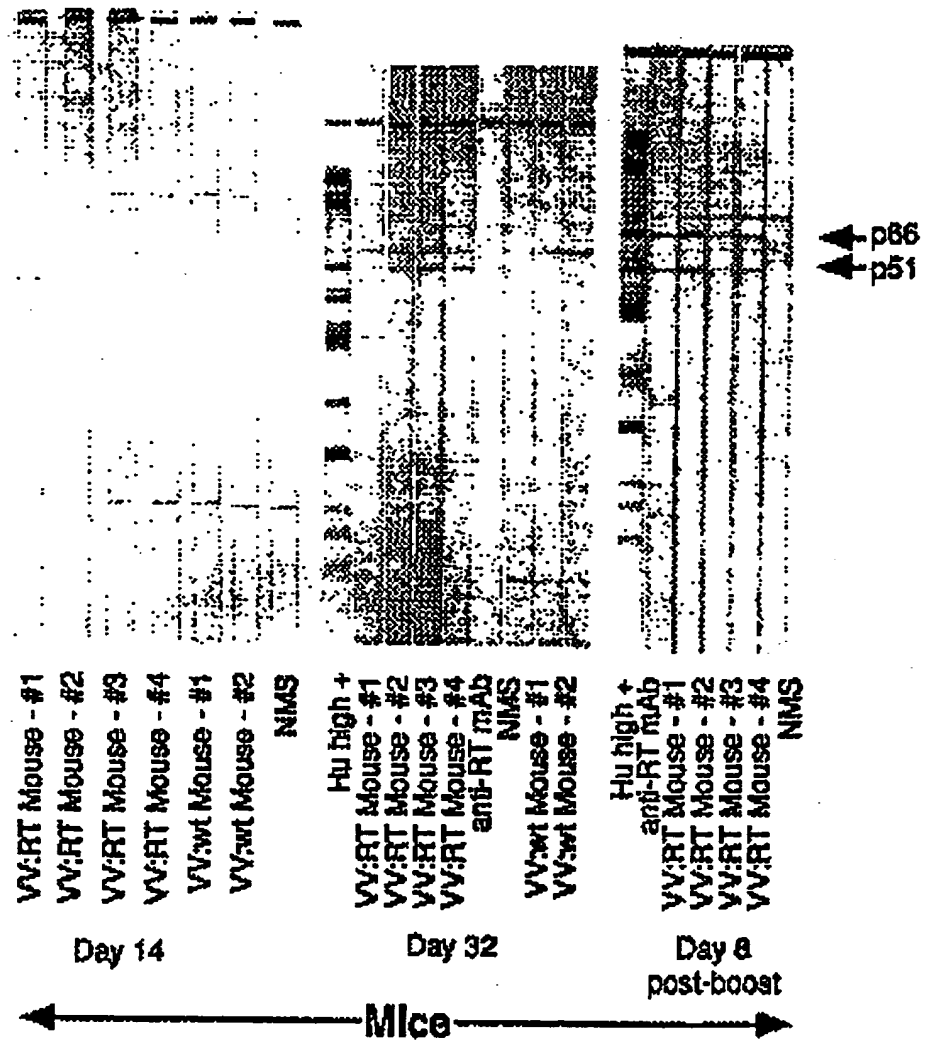 p66
p51
VV:RT Mouse - #1
VV:RT Mouse - #2
VV:RT Mouse - #3
VV:RT Mouse - #4
VV:wt Mouse - #1
VV:wt Mouse - #2
NMS
Hu high +
VV:RT Mouse - #1
VV:RT Mouse - #2
VV:RT Mouse - #3
VV:RT Mouse - #4
anti-RT mAb
NMS
VV:wt Mouse - #1
VV:wt Mouse - #2
Hu high +
anti-RT mAb
VV:RT Mouse - #1
VV:RT Mouse - #2
VV:RT Mouse - #3
VV:RT Mouse - #4
NMS
Day 14
Day 32
Day 8
post-boost
Mice